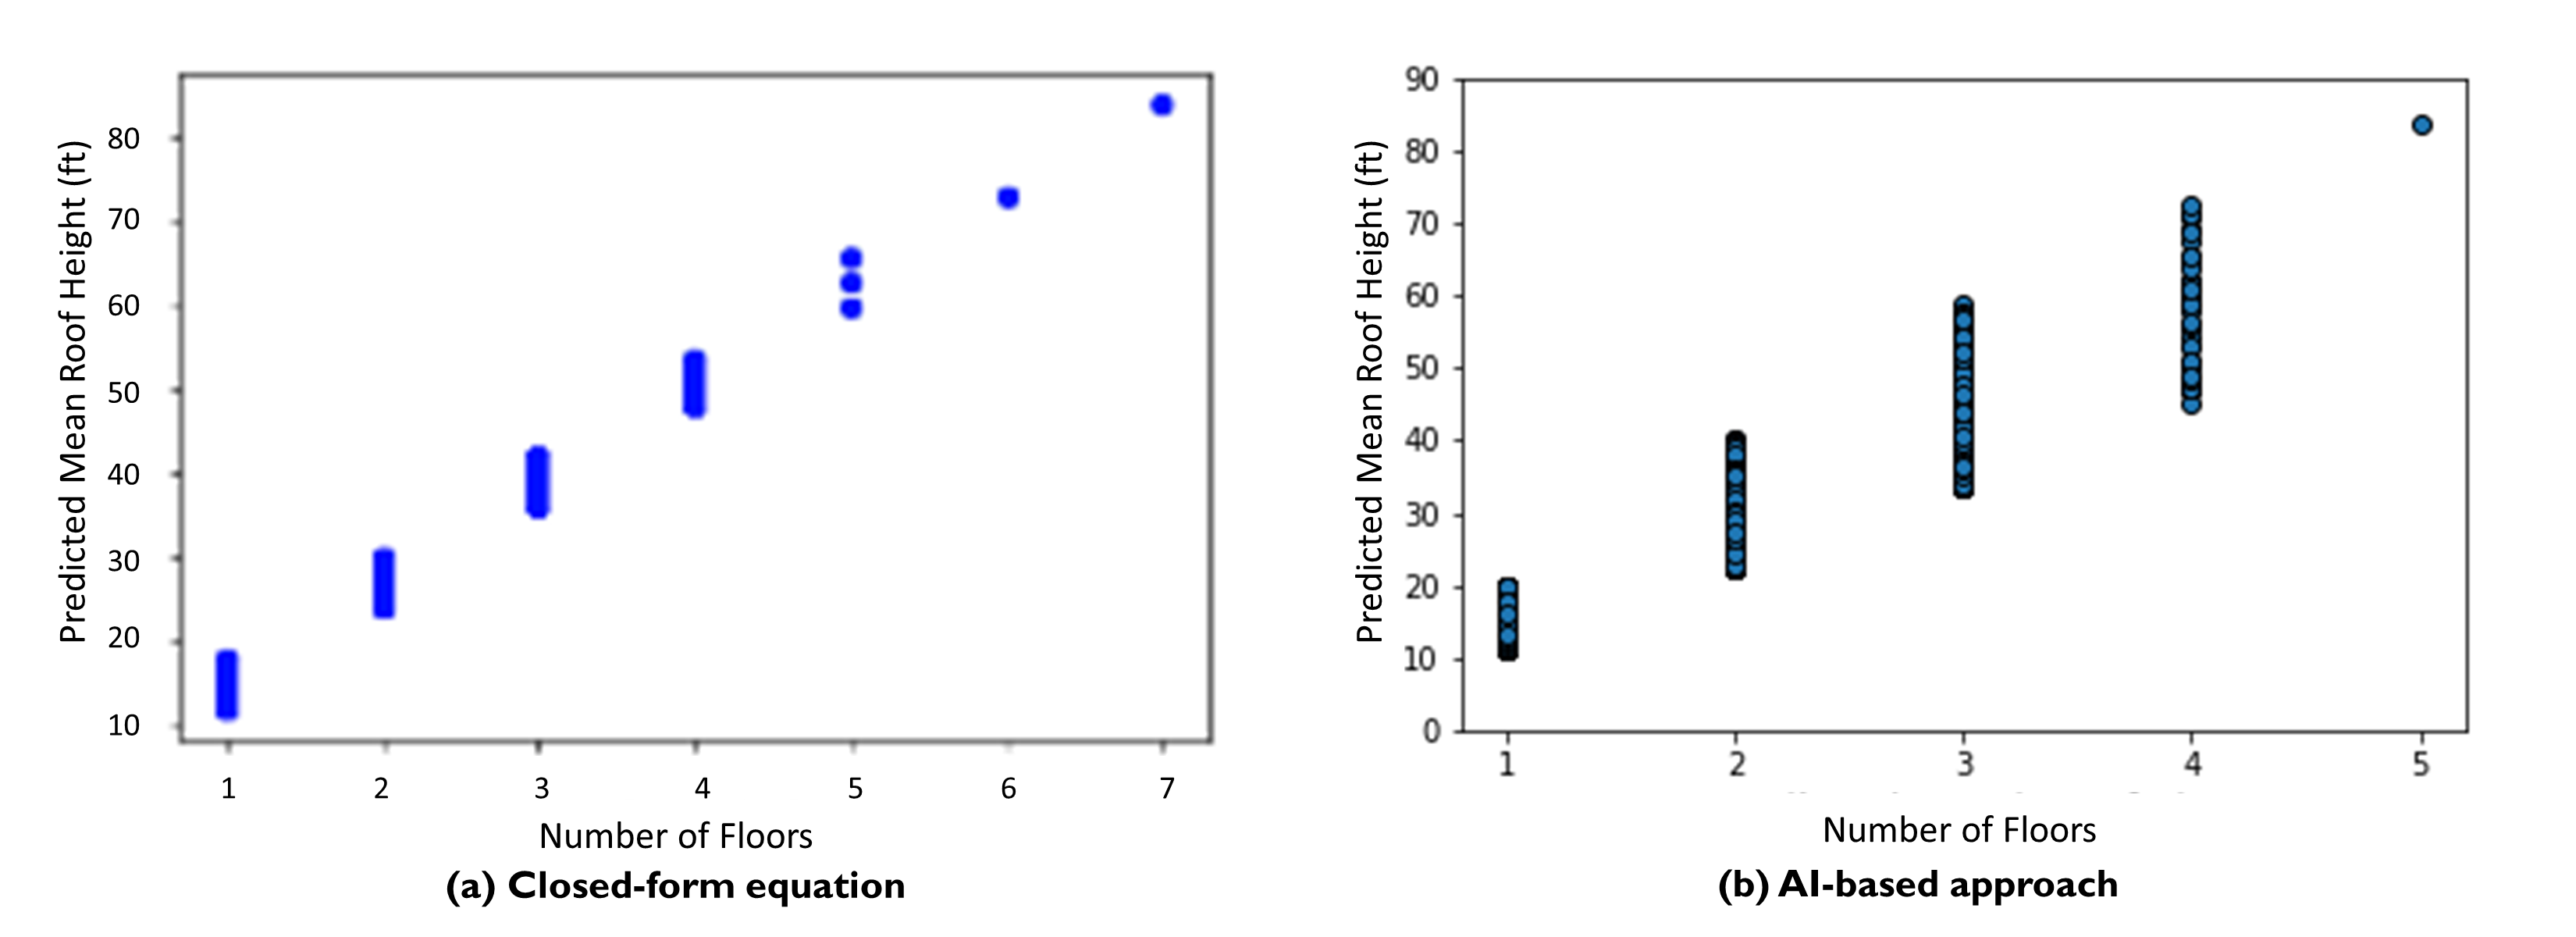 Predicted Mean Roof Height (ft)
80
70
60
50
40
30
20
10
1 2 3 4 5 6 7
Number of Floors
(a) Closed-form equation
Predicted Mean Roof Height (ft)
90
80
70
60
50
40
30
20
10
0
1 2 3 4 5
Number of Floors
(b) AI-based approach